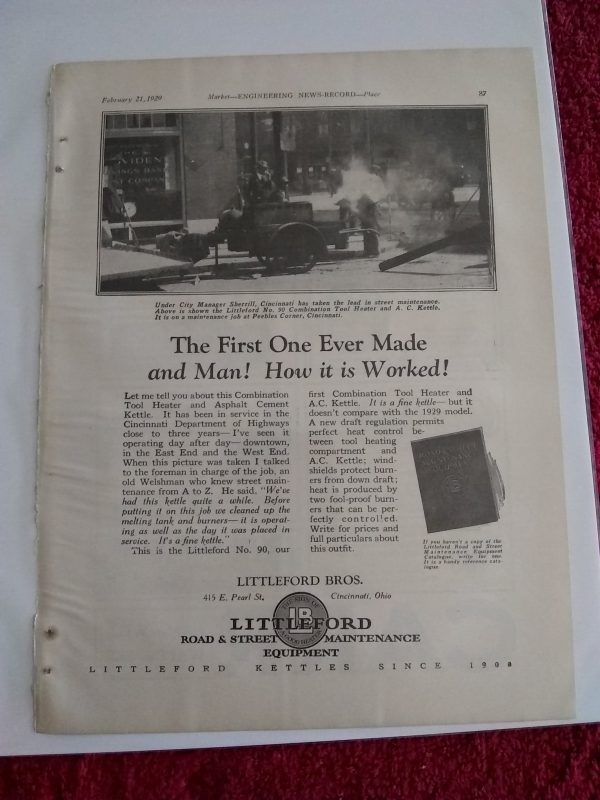 February 21, 1929
Market—ENGINEERING NEWS-RECORD—Place
87
Under City Manager Sherrill, Cincinnati has taken the lead in street maintenance.
Above is shown the Littleford No. 90 Combination Tool Heater and A. C. Kettle.
It is on a maintenance job at Peebles Corner, Cincinnati.
The First One Ever Made
and Man! How it is Worked!
Let me tell you about this Combination
Tool Heater and Asphalt Cement
Kettle. It has been in service in the
Cincinnati Department of Highways
close to three years—I've seen it
operating day after day—downtown,
in the East End and the West End.
When this picture was taken I talked
to the foreman in charge of the job, an
old Welshman who knew street main-
tenance from A to Z. He said, "We've
had this kettle quite a while. Before
putting it on this job we cleaned up the
melting tank and burners—it is operat-
ing as well as the day it was placed in
service. It's a fine kettle."
This is the Littleford No. 90, our
first Combination Tool Heater and
A.C. Kettle. It is a fine kettle—but it
doesn't compare with the 1929 model.
A new draft regulation permits
perfect heat control be-
tween tool heating
compartment and
A.C. Kettle; wind-
shields protect burn-
ers from down draft;
heat is produced by
two fool-proof burn-
ers that can be per-
fectly controlled.
Write for prices and
full particulars about
this outfit.
If you haven't a copy of the
Littleford Road and Street
Maintenance Equipment
Catalogue, write for one.
It is a handy reference cata-
logue.
LITTLEFORD BROS.
415 E. Pearl St. Cincinnati, Ohio
LITTLEFORD
ROAD & STREET MAINTENANCE
EQUIPMENT
LITTLEFORD KETTLES SINCE 1900